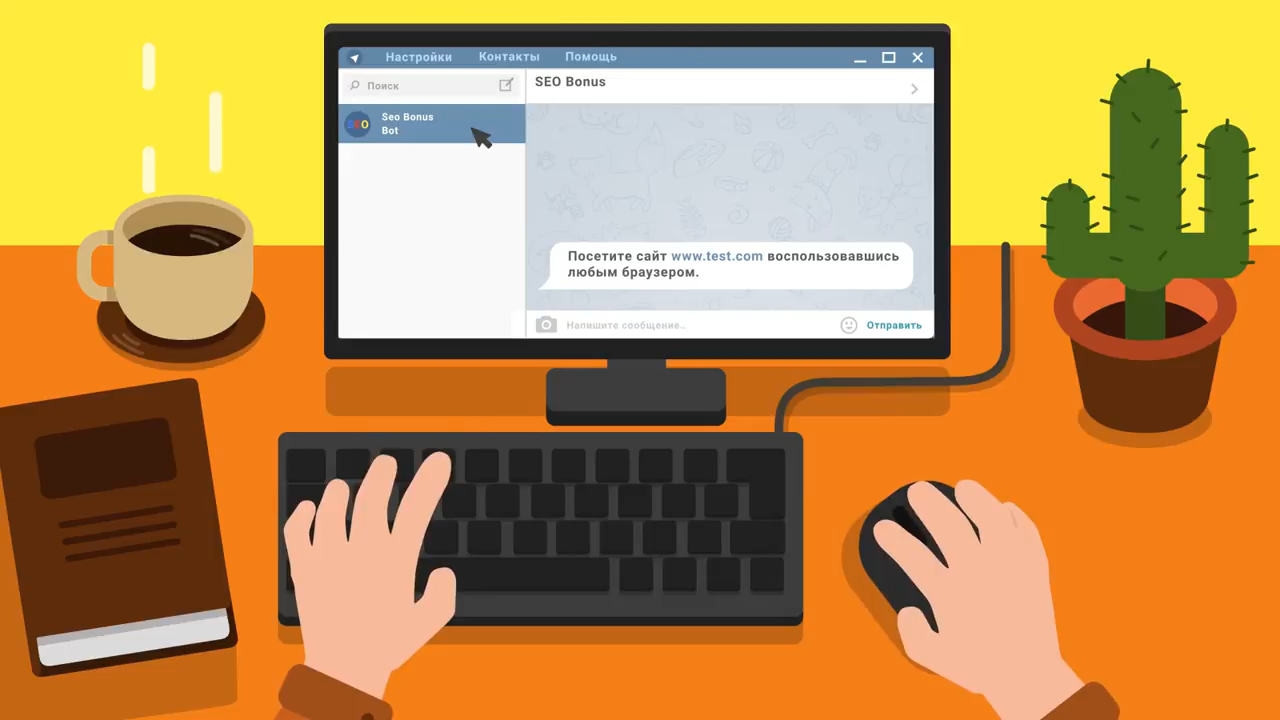 Настройки Контакты Помощь
Поиск
SEO Bonus
SEO
Seo Bonus
Bot
Посетите сайт www.test.com воспользовавшись
любым браузером.
Напишите сообщение...
Отправить